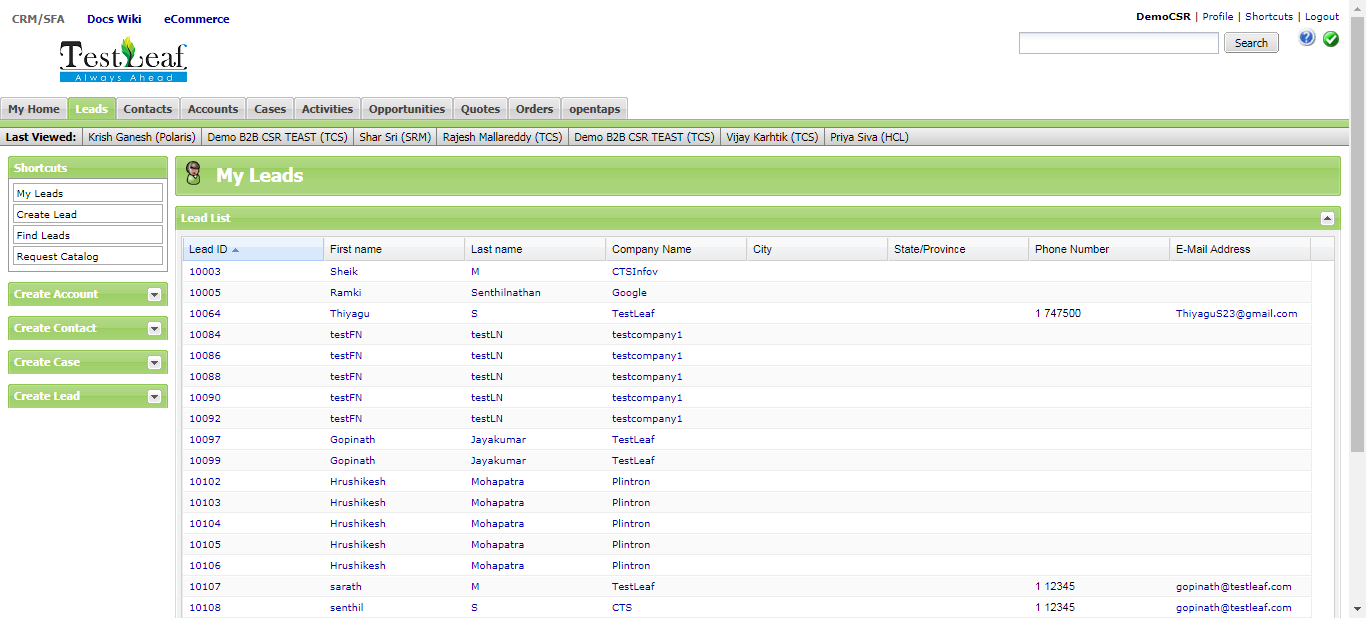 CRM/SFA Docs Wiki eCommerce
DemoCSR | Profile | Shortcuts | Logout
TestLeaf
Always Ahead
Search
My Home Leads Contacts Accounts Cases Activities Opportunities Quotes Orders opentaps
Last Viewed: Krish Ganesh (Polaris) Demo B2B CSR TEAST (TCS) Shar Sri (SRM) Rajesh Mallareddy (TCS) Demo B2B CSR TEAST (TCS) Vijay Karhtik (TCS) Priya Siva (HCL)
Shortcuts
My Leads
Create Lead
Find Leads
Request Catalog
Create Account
Create Contact
Create Case
Create Lead
My Leads
Lead List
Lead ID First name Last name Company Name City State/Province Phone Number E-Mail Address
10003 Sheik M CTSInfov
10005 Ramki Senthilnathan Google
10064 Thiyagu S TestLeaf 1 747500 ThiyaguS23@gmail.com
10084 testFN testLN testcompany1
10086 testFN testLN testcompany1
10088 testFN testLN testcompany1
10090 testFN testLN testcompany1
10092 testFN testLN testcompany1
10097 Gopinath Jayakumar TestLeaf
10099 Gopinath Jayakumar TestLeaf
10102 Hrushikesh Mohapatra Plintron
10103 Hrushikesh Mohapatra Plintron
10104 Hrushikesh Mohapatra Plintron
10105 Hrushikesh Mohapatra Plintron
10106 Hrushikesh Mohapatra Plintron
10107 sarath M TestLeaf 1 12345 gopinath@testleaf.com
10108 senthil S CTS 1 12345 gopinath@testleaf.com